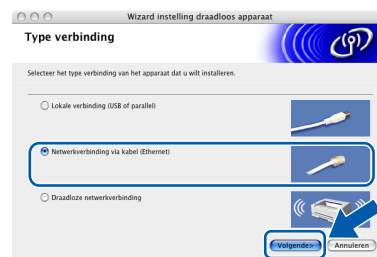 Wizard instelling draadloos apparaat
Type verbinding
Selecteer het type verbinding van het apparaat dat u wilt installeren.
Lokale verbinding (USB of parallel)
Netwerkverbinding via kabel (Ethernet)
Draadloze netwerkverbinding
Volgende> Annuleren